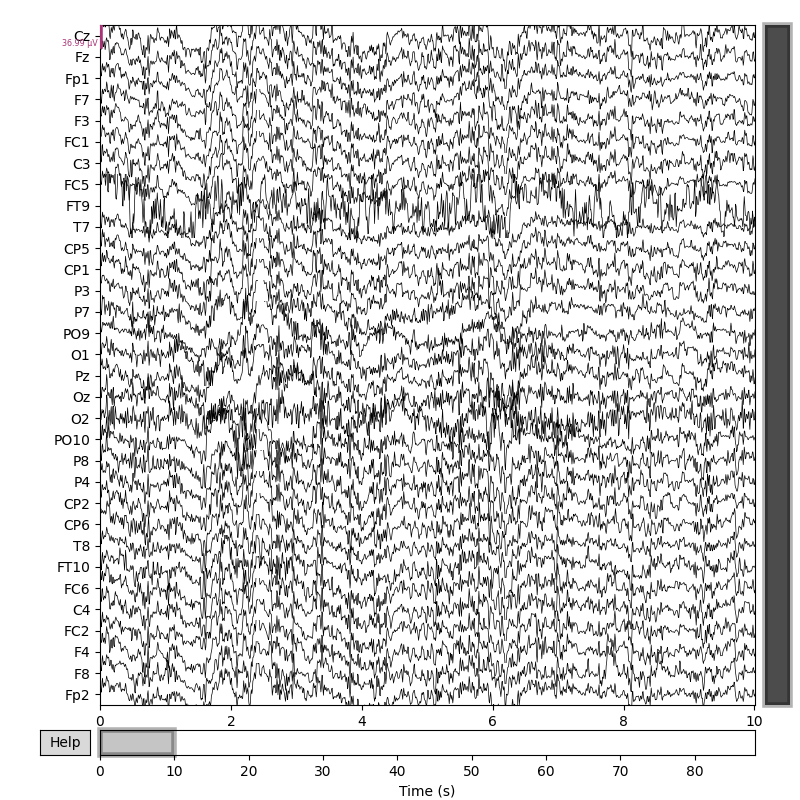 Cz
36.99 µV
Fz
Fp1
F7
F3
FC1
C3
FC5
FT9
T7
CP5
CP1
P3
P7
PO9
O1
Pz
Oz
O2
PO10
P8
P4
CP2
CP6
T8
FT10
FC6
C4
FC2
F4
F8
Fp2
0 2 4 6 8 10
Help
0 10 20 30 40 50 60 70 80
Time (s)